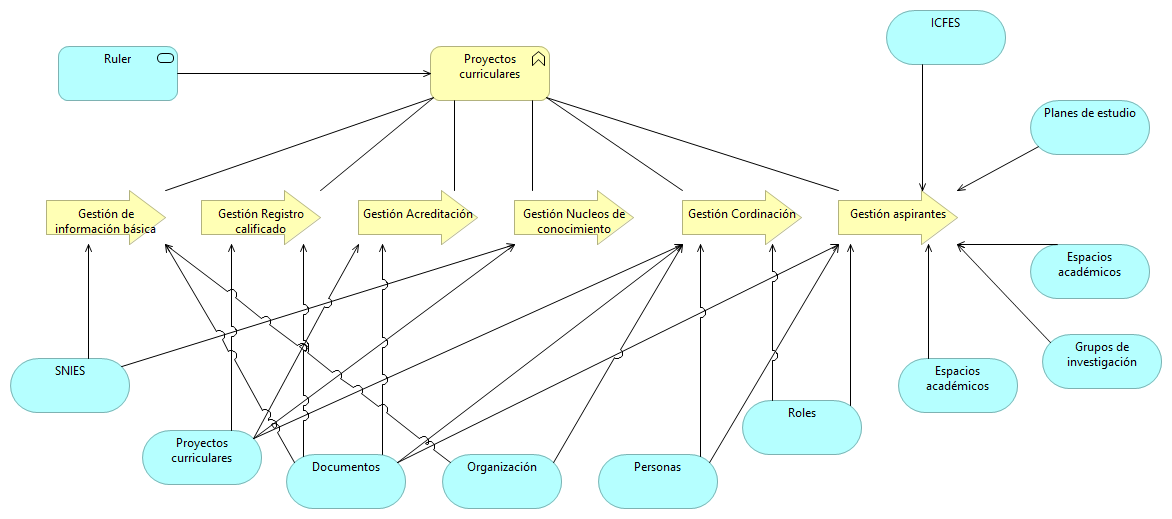 ICFES
Ruler
Proyectos
curriculares
Planes de estudio
Gestión de
información básica
Gestión Registro
calificado
Gestión Acreditación
Gestión Nucleos de
conocimiento
Gestión Cordinación
Gestión aspirantes
Espacios
académicos
Grupos de
investigación
SNIES
Espacios
académicos
Roles
Proyectos
curriculares
Documentos
Organización
Personas